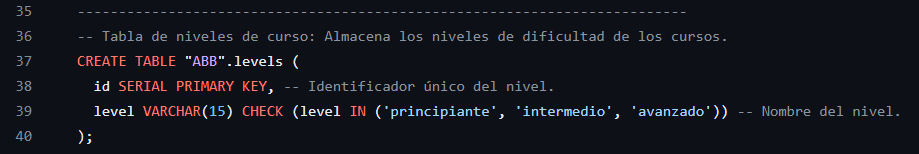 35 -----------------------------------------------------------------------------
36 -- Tabla de niveles de curso: Almacena los niveles de dificultad de los cursos.
37 CREATE TABLE "ABB".levels (
38   id SERIAL PRIMARY KEY, -- Identificador único del nivel.
39   level VARCHAR(15) CHECK (level IN ('principiante', 'intermedio', 'avanzado')) -- Nombre del nivel.
40 );